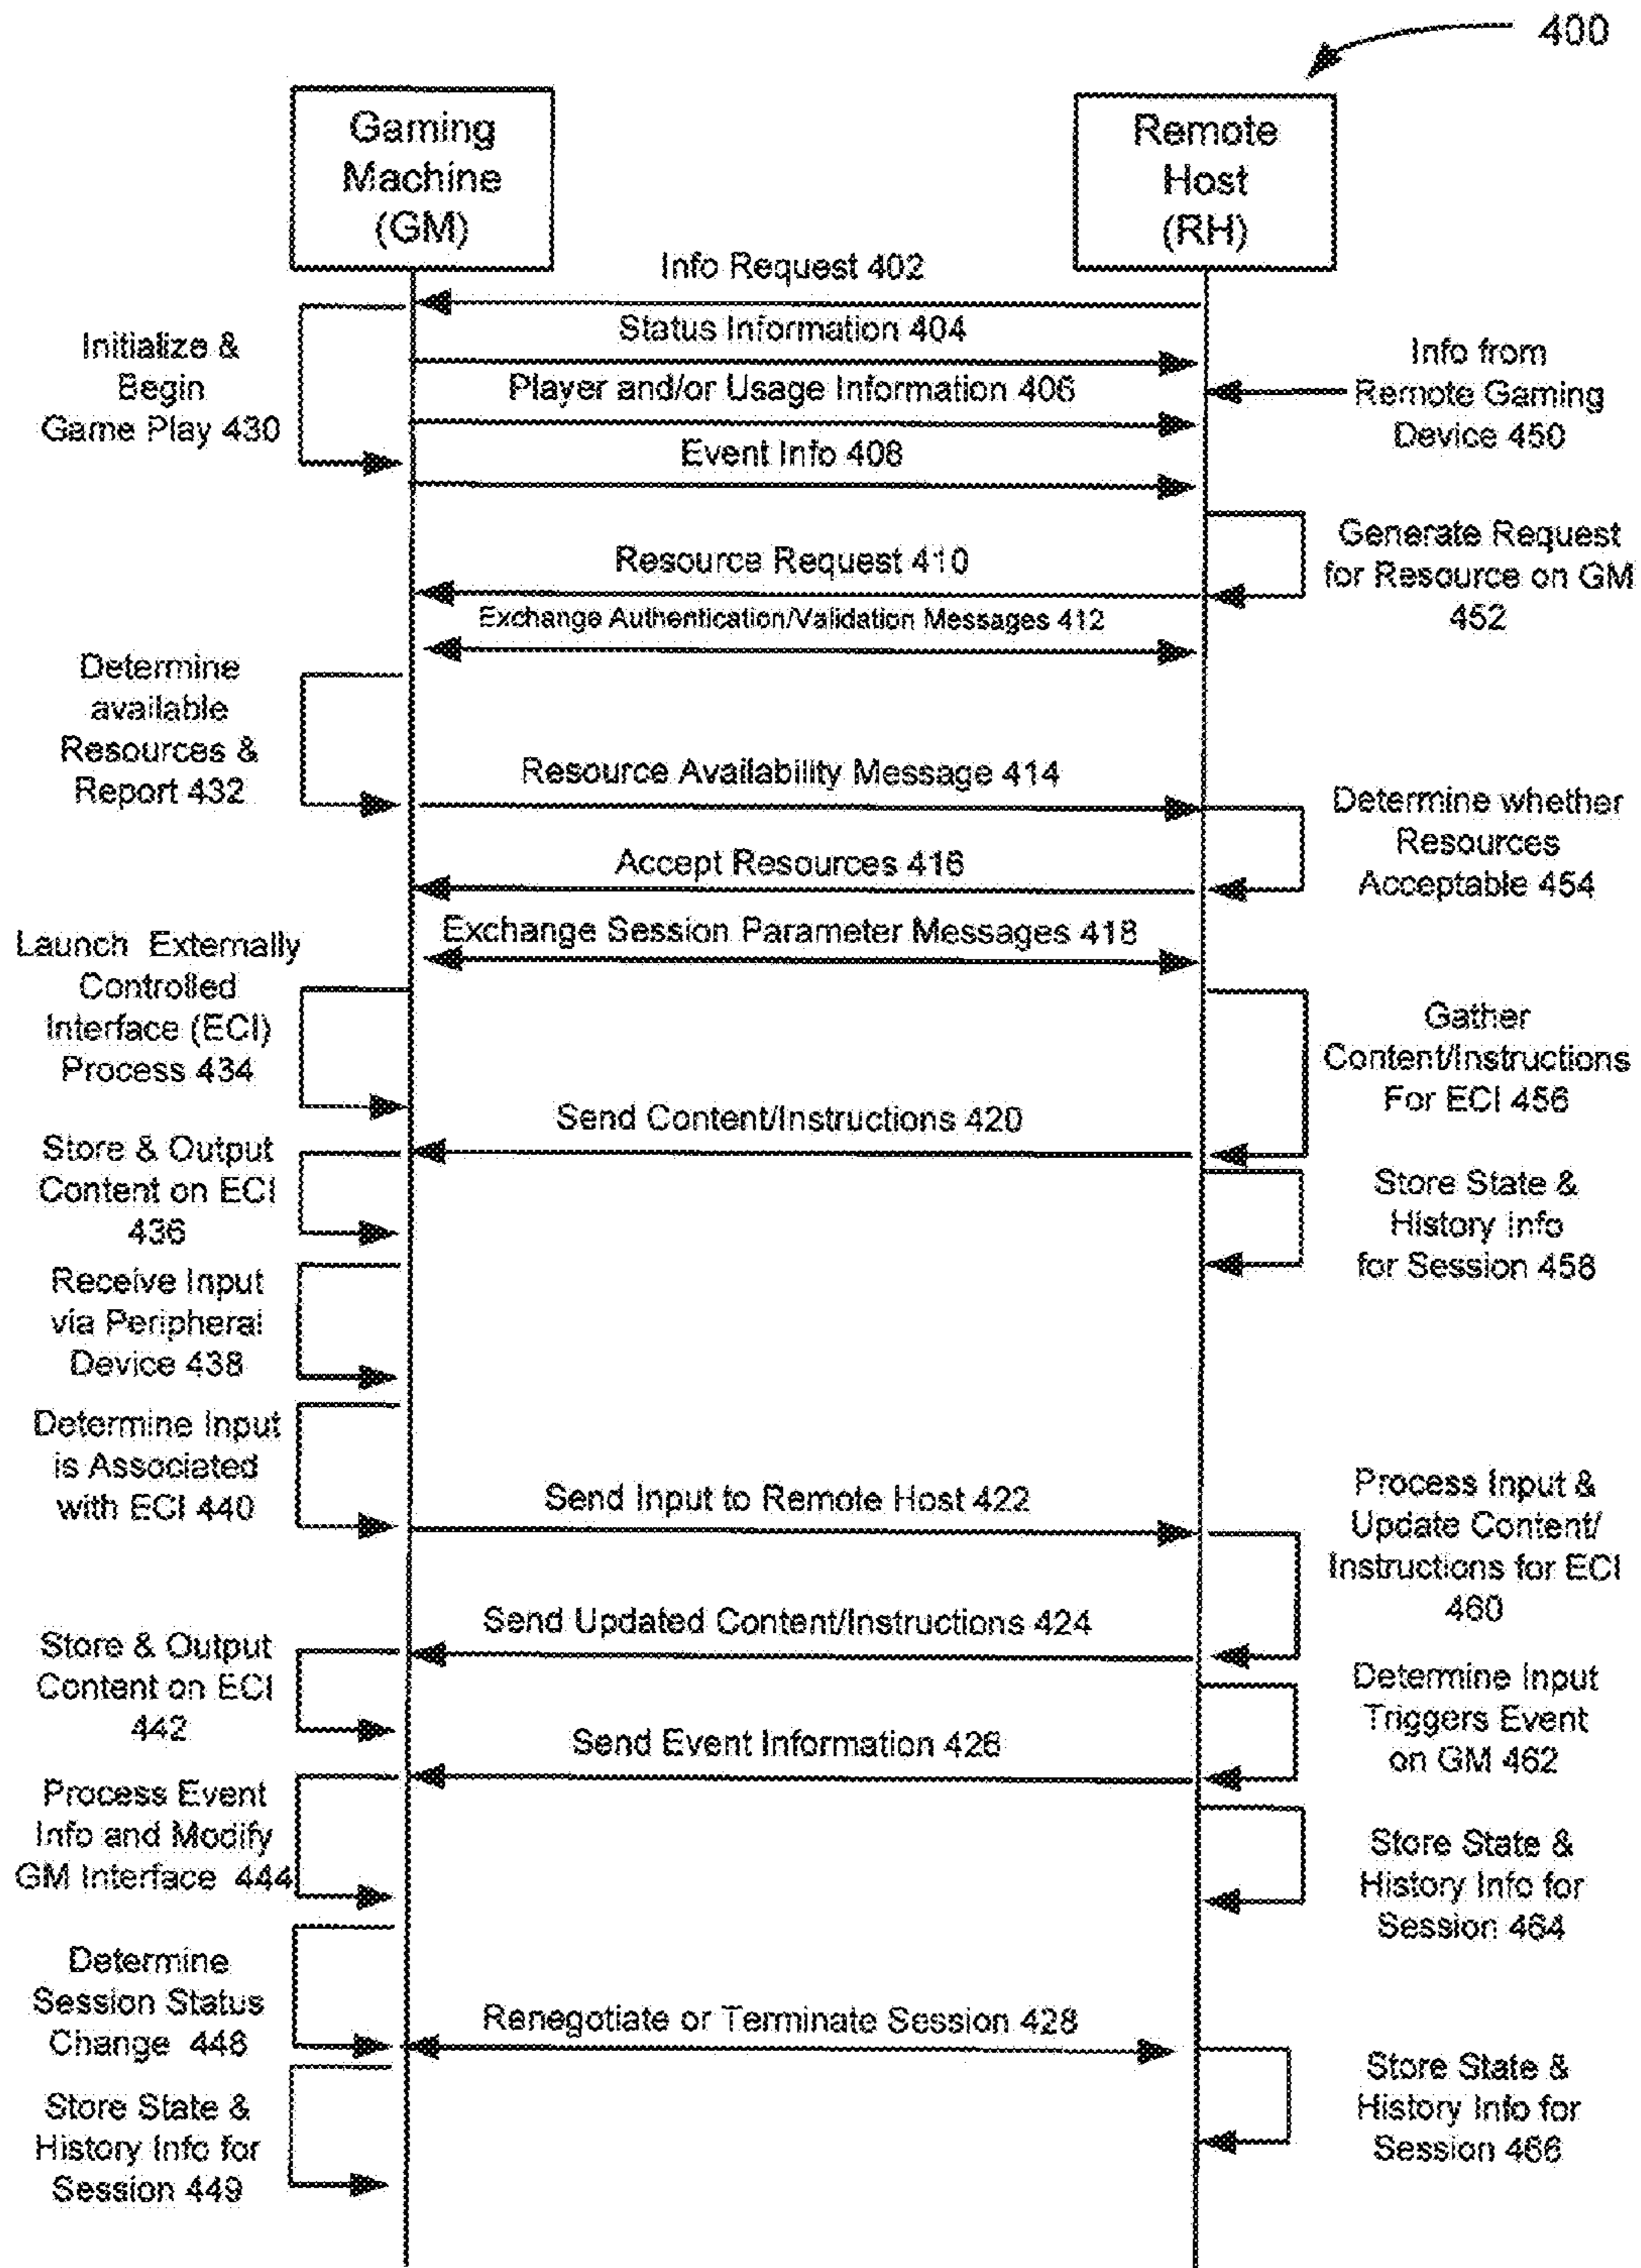 400
Gaming
Machine
(GM)
Remote
Host
(RH)
Info Request 402
Status Information 404
Initialize &
Begin
Game Play 430
Player and/or Usage Information 406
Info from
Remote Gaming
Device 450
Event Info 408
Resource Request 410
Generate Request
for Resource on GM
452
Exchange Authentication/Validation Messages 412
Determine
available
Resources &
Report 432
Resource Availability Message 414
Determine whether
Resources
Acceptable 454
Accept Resources 416
Exchange Session Parameter Messages 418
Launch Externally
Controlled
Interface (ECI)
Process 434
Gather
Content/Instructions
For ECI 456
Send Content/Instructions 420
Store & Output
Content on ECI
436
Store State &
History Info
for Session 458
Receive Input
via Peripheral
Device 438
Determine Input
is Associated
with ECI 440
Send Input to Remote Host 422
Process Input &
Update Content/
Instructions for ECI
460
Send Updated Content/Instructions 424
Store & Output
Content on ECI
442
Determine Input
Triggers Event
on GM 462
Send Event Information 426
Process Event
Info and Modify
GM Interface 444
Store State &
History Info for
Session 464
Determine
Session Status
Change 448
Renegotiate or Terminate Session 428
Store State &
History Info for
Session 466
Store State &
History Info for
Session 449